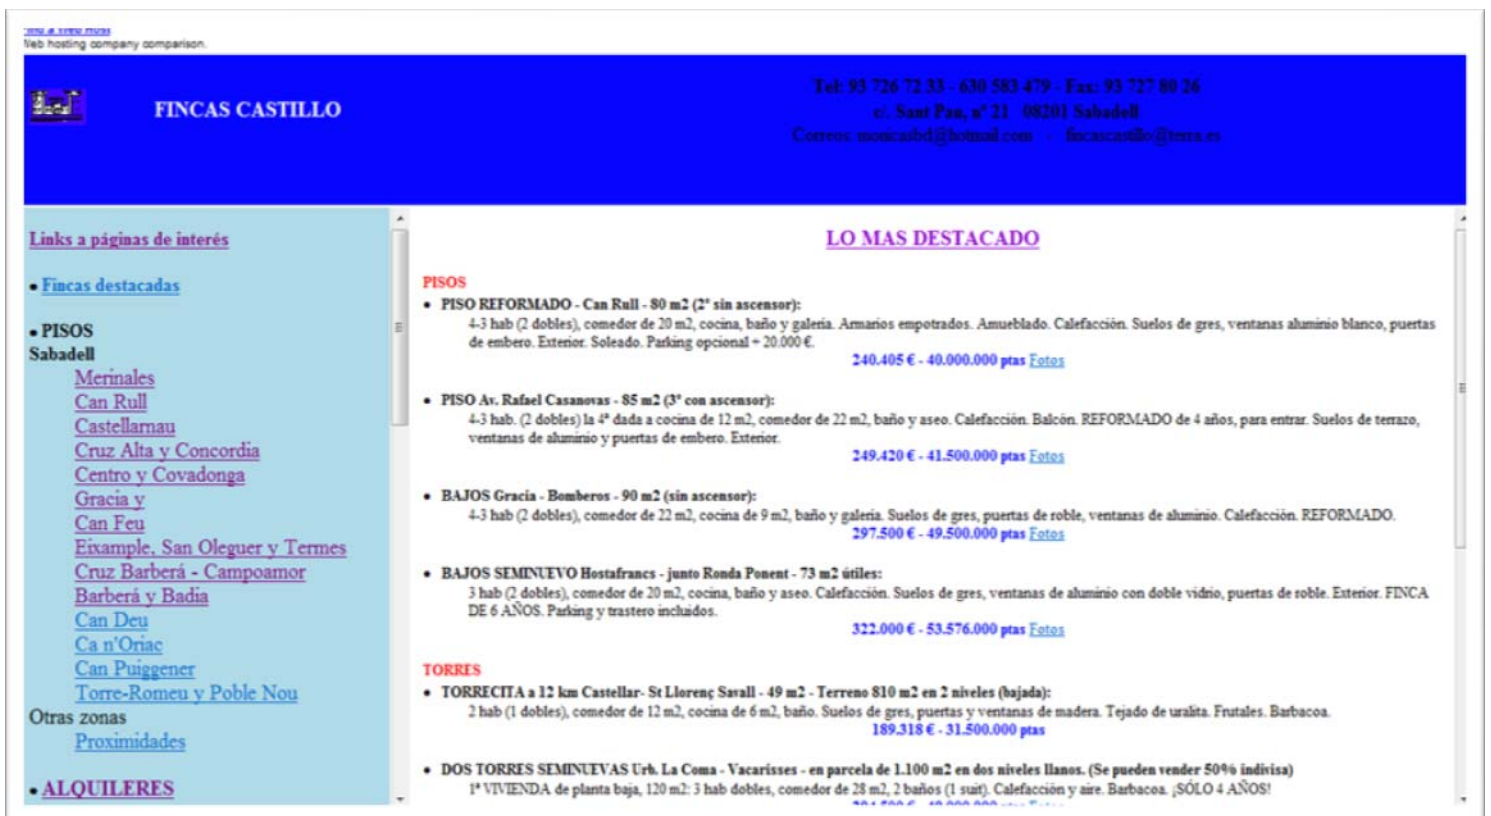 Find a Web Host
Web hosting company comparison.
FINCAS CASTILLO
Tel: 93 726 72 33 - 630 583 479 - Fax: 93 727 80 26
c/. Sant Pau, nº 21 08201 Sabadell
Correos: monicasbd@hotmail.com - fincascastillo@terra.es
Links a páginas de interés
• Fincas destacadas
• PISOS
Sabadell
Merinales
Can Rull
Castellarnau
Cruz Alta y Concordia
Centro y Covadonga
Gracia y
Can Feu
Eixample, San Oleguer y Termes
Cruz Barberá - Campoamor
Barberá y Badia
Can Deu
Ca n'Oriac
Can Puiggener
Torre-Romeu y Poble Nou
Otras zonas
Proximidades
• ALQUILERES
LO MAS DESTACADO
PISOS
• PISO REFORMADO - Can Rull - 80 m2 (2º sin ascensor):
4-3 hab (2 dobles), comedor de 20 m2, cocina, baño y galeria. Armarios empotrados. Amueblado. Calefacción. Suelos de gres, ventanas aluminio blanco, puertas
de embero. Exterior. Soleado. Parking opcional + 20.000 €.
240.405 € - 40.000.000 ptas Fotos
• PISO Av. Rafael Casanovas - 85 m2 (3º con ascensor):
4-3 hab. (2 dobles) la 4ª dada a cocina de 12 m2, comedor de 22 m2, baño y aseo. Calefacción. Balcón. REFORMADO de 4 años, para entrar. Suelos de terrazo,
ventanas de aluminio y puertas de embero. Exterior.
249.420 € - 41.500.000 ptas Fotos
• BAJOS Gracia - Bomberos - 90 m2 (sin ascensor):
4-3 hab (2 dobles), comedor de 22 m2, cocina de 9 m2, baño y galeria. Suelos de gres, puertas de roble, ventanas de aluminio. Calefacción. REFORMADO.
297.500 € - 49.500.000 ptas Fotos
• BAJOS SEMINUEVO Hostafrancs - junto Ronda Ponent - 73 m2 útiles:
3 hab (2 dobles), comedor de 20 m2, cocina, baño y aseo. Calefacción. Suelos de gres, ventanas de aluminio con doble vidrio, puertas de roble. Exterior. FINCA
DE 6 AÑOS. Parking y trastero incluidos.
322.000 € - 53.576.000 ptas Fotos
TORRES
• TORRECITA a 12 km Castellar- St Llorenç Savall - 49 m2 - Terreno 810 m2 en 2 niveles (bajada):
2 hab (1 dobles), comedor de 12 m2, cocina de 6 m2, baño. Suelos de gres, puertas y ventanas de madera. Tejado de uralita. Frutales. Barbacoa.
189.318 € - 31.500.000 ptas
• DOS TORRES SEMINUEVAS Urb. La Coma - Vacarisses - en parcela de 1.100 m2 en dos niveles llanos. (Se pueden vender 50% indivisa)
1ª VIVIENDA de planta baja, 120 m2: 3 hab dobles, comedor de 28 m2, 2 baños (1 suit). Calefacción y aire. Barbacoa. ¡SÓLO 4 AÑOS!